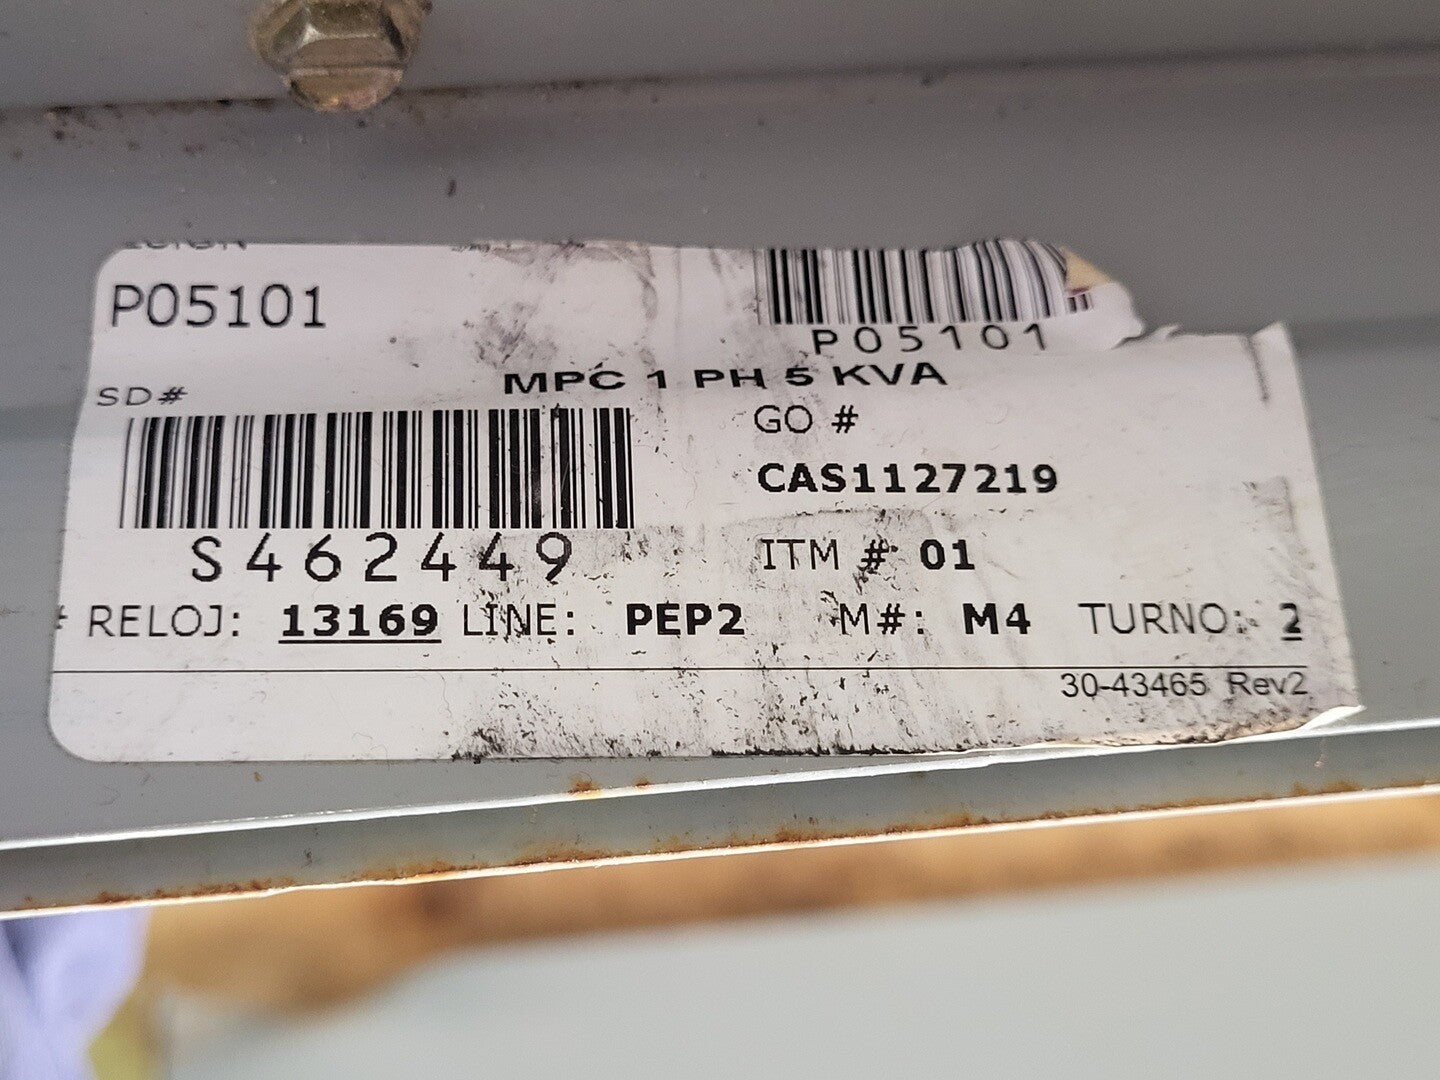 P05101
P05101
MPC 1 PH 5 KVA
SD#
GO #
CAS1127219
S462449
ITM # 01
# RELOJ: 13169 LINE: PEP2 M#: M4 TURNO: 2
30-43465 Rev2